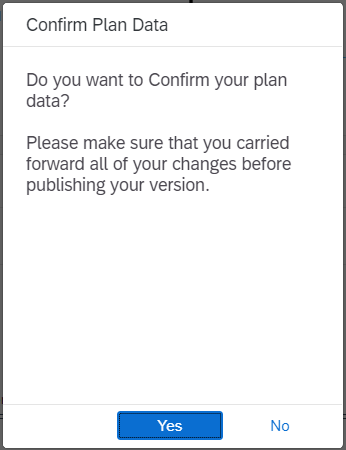 Confirm Plan Data
Do you want to Confirm your plan
data?
Please make sure that you carried
forward all of your changes before
publishing your version.
Yes
No